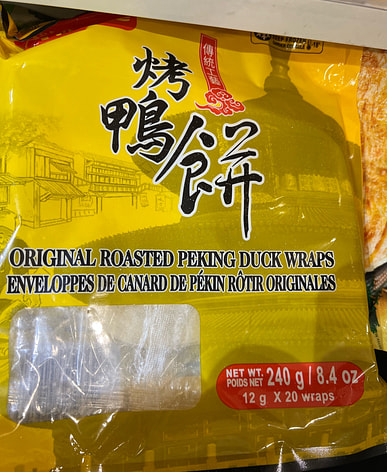 傳統工藝
烤
鴨
餅
ORIGINAL ROASTED PEKING DUCK WRAPS
ENVELOPPES DE CANARD DE PÉKIN RÔTIR ORIGINALES
NET WT. 240 g / 8.4 oz
POIDS NET
12 g X 20 wraps